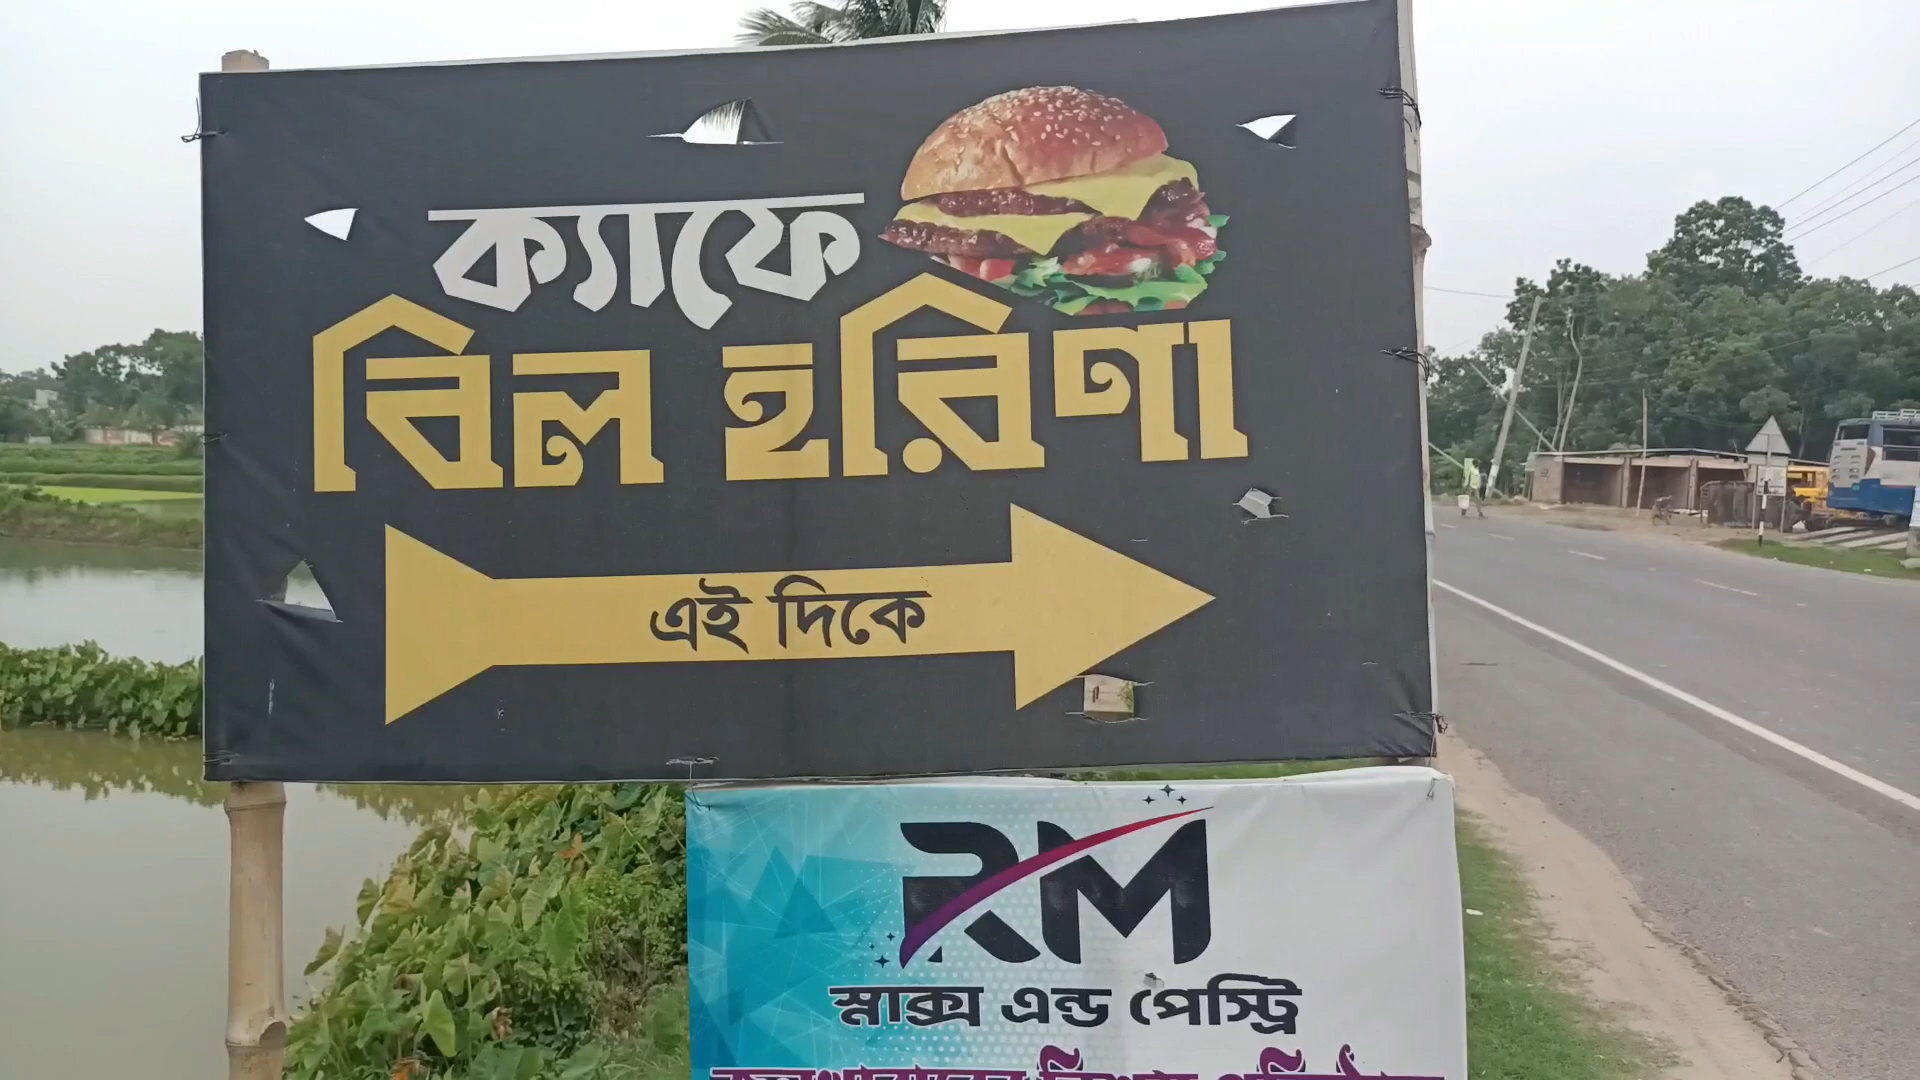 ক্যাফে
বিল হরিণা
এই দিকে
RM
স্নাক্স এন্ড পেস্ট্রি